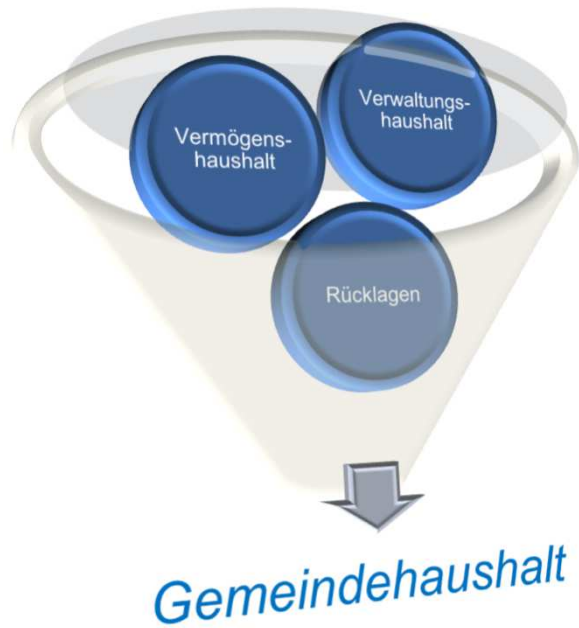 Vermögens-
haushalt
Verwaltungs-
haushalt
Rücklagen
Gemeindehaushalt